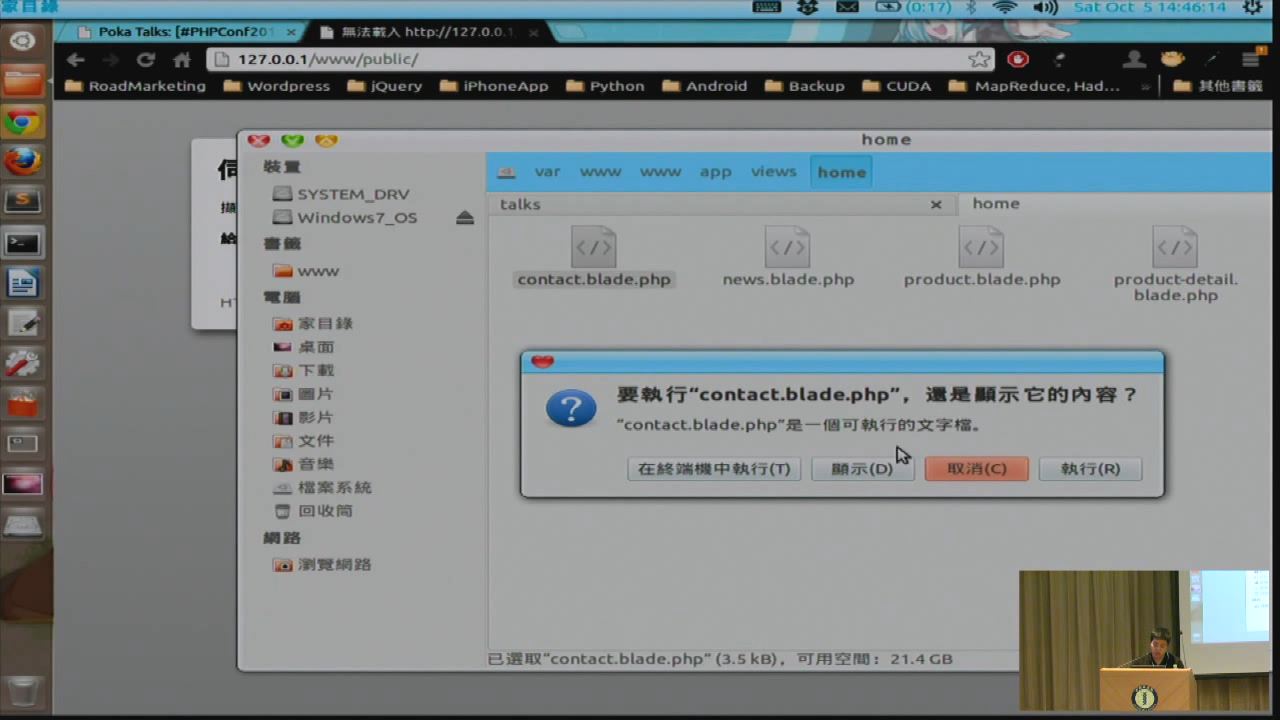 家目錄
(0:17)
Sat Oct 5 14:46:14
Poka Talks: [#PHPConf201
無法載入 http://127.0.0.1
127.0.0.1/www/public/
RoadMarketing
Wordpress
jQuery
iPhoneApp
Python
Android
Backup
CUDA
MapReduce, Had...
其他書籤
home
裝置
SYSTEM_DRV
Windows7_OS
書籤
www
電腦
家目錄
桌面
下載
圖片
影片
文件
音樂
檔案系統
回收筒
網路
瀏覽網路
var
www
www
app
views
home
talks
home
contact.blade.php
news.blade.php
product.blade.php
product-detail.
blade.php
要執行“contact.blade.php”，還是顯示它的內容？
“contact.blade.php”是一個可執行的文字檔。
在終端機中執行(T)
顯示(D)
取消(C)
執行(R)
已選取“contact.blade.php” (3.5 kB)，可用空間： 21.4 GB